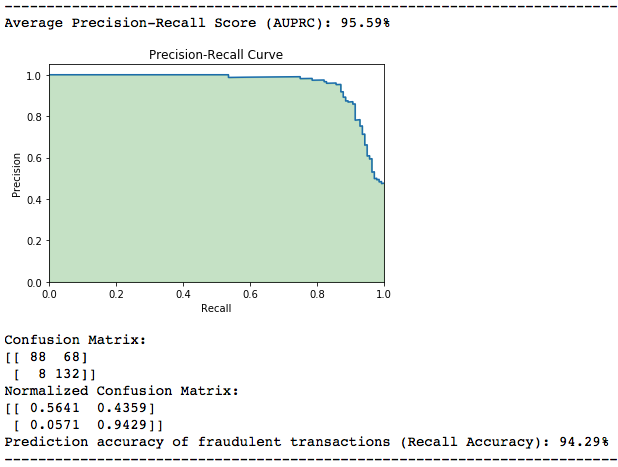 Average Precision-Recall Score (AUPRC): 95.59%
Precision-Recall Curve
1.0
0.8
0.6
0.4
0.2
0.0
Precision
0.0 0.2 0.4 0.6 0.8 1.0
Recall
Confusion Matrix:
[[ 88 68]
[ 8 132]]
Normalized Confusion Matrix:
[[ 0.5641 0.4359]
[ 0.0571 0.9429]]
Prediction accuracy of fraudulent transactions (Recall Accuracy): 94.29%